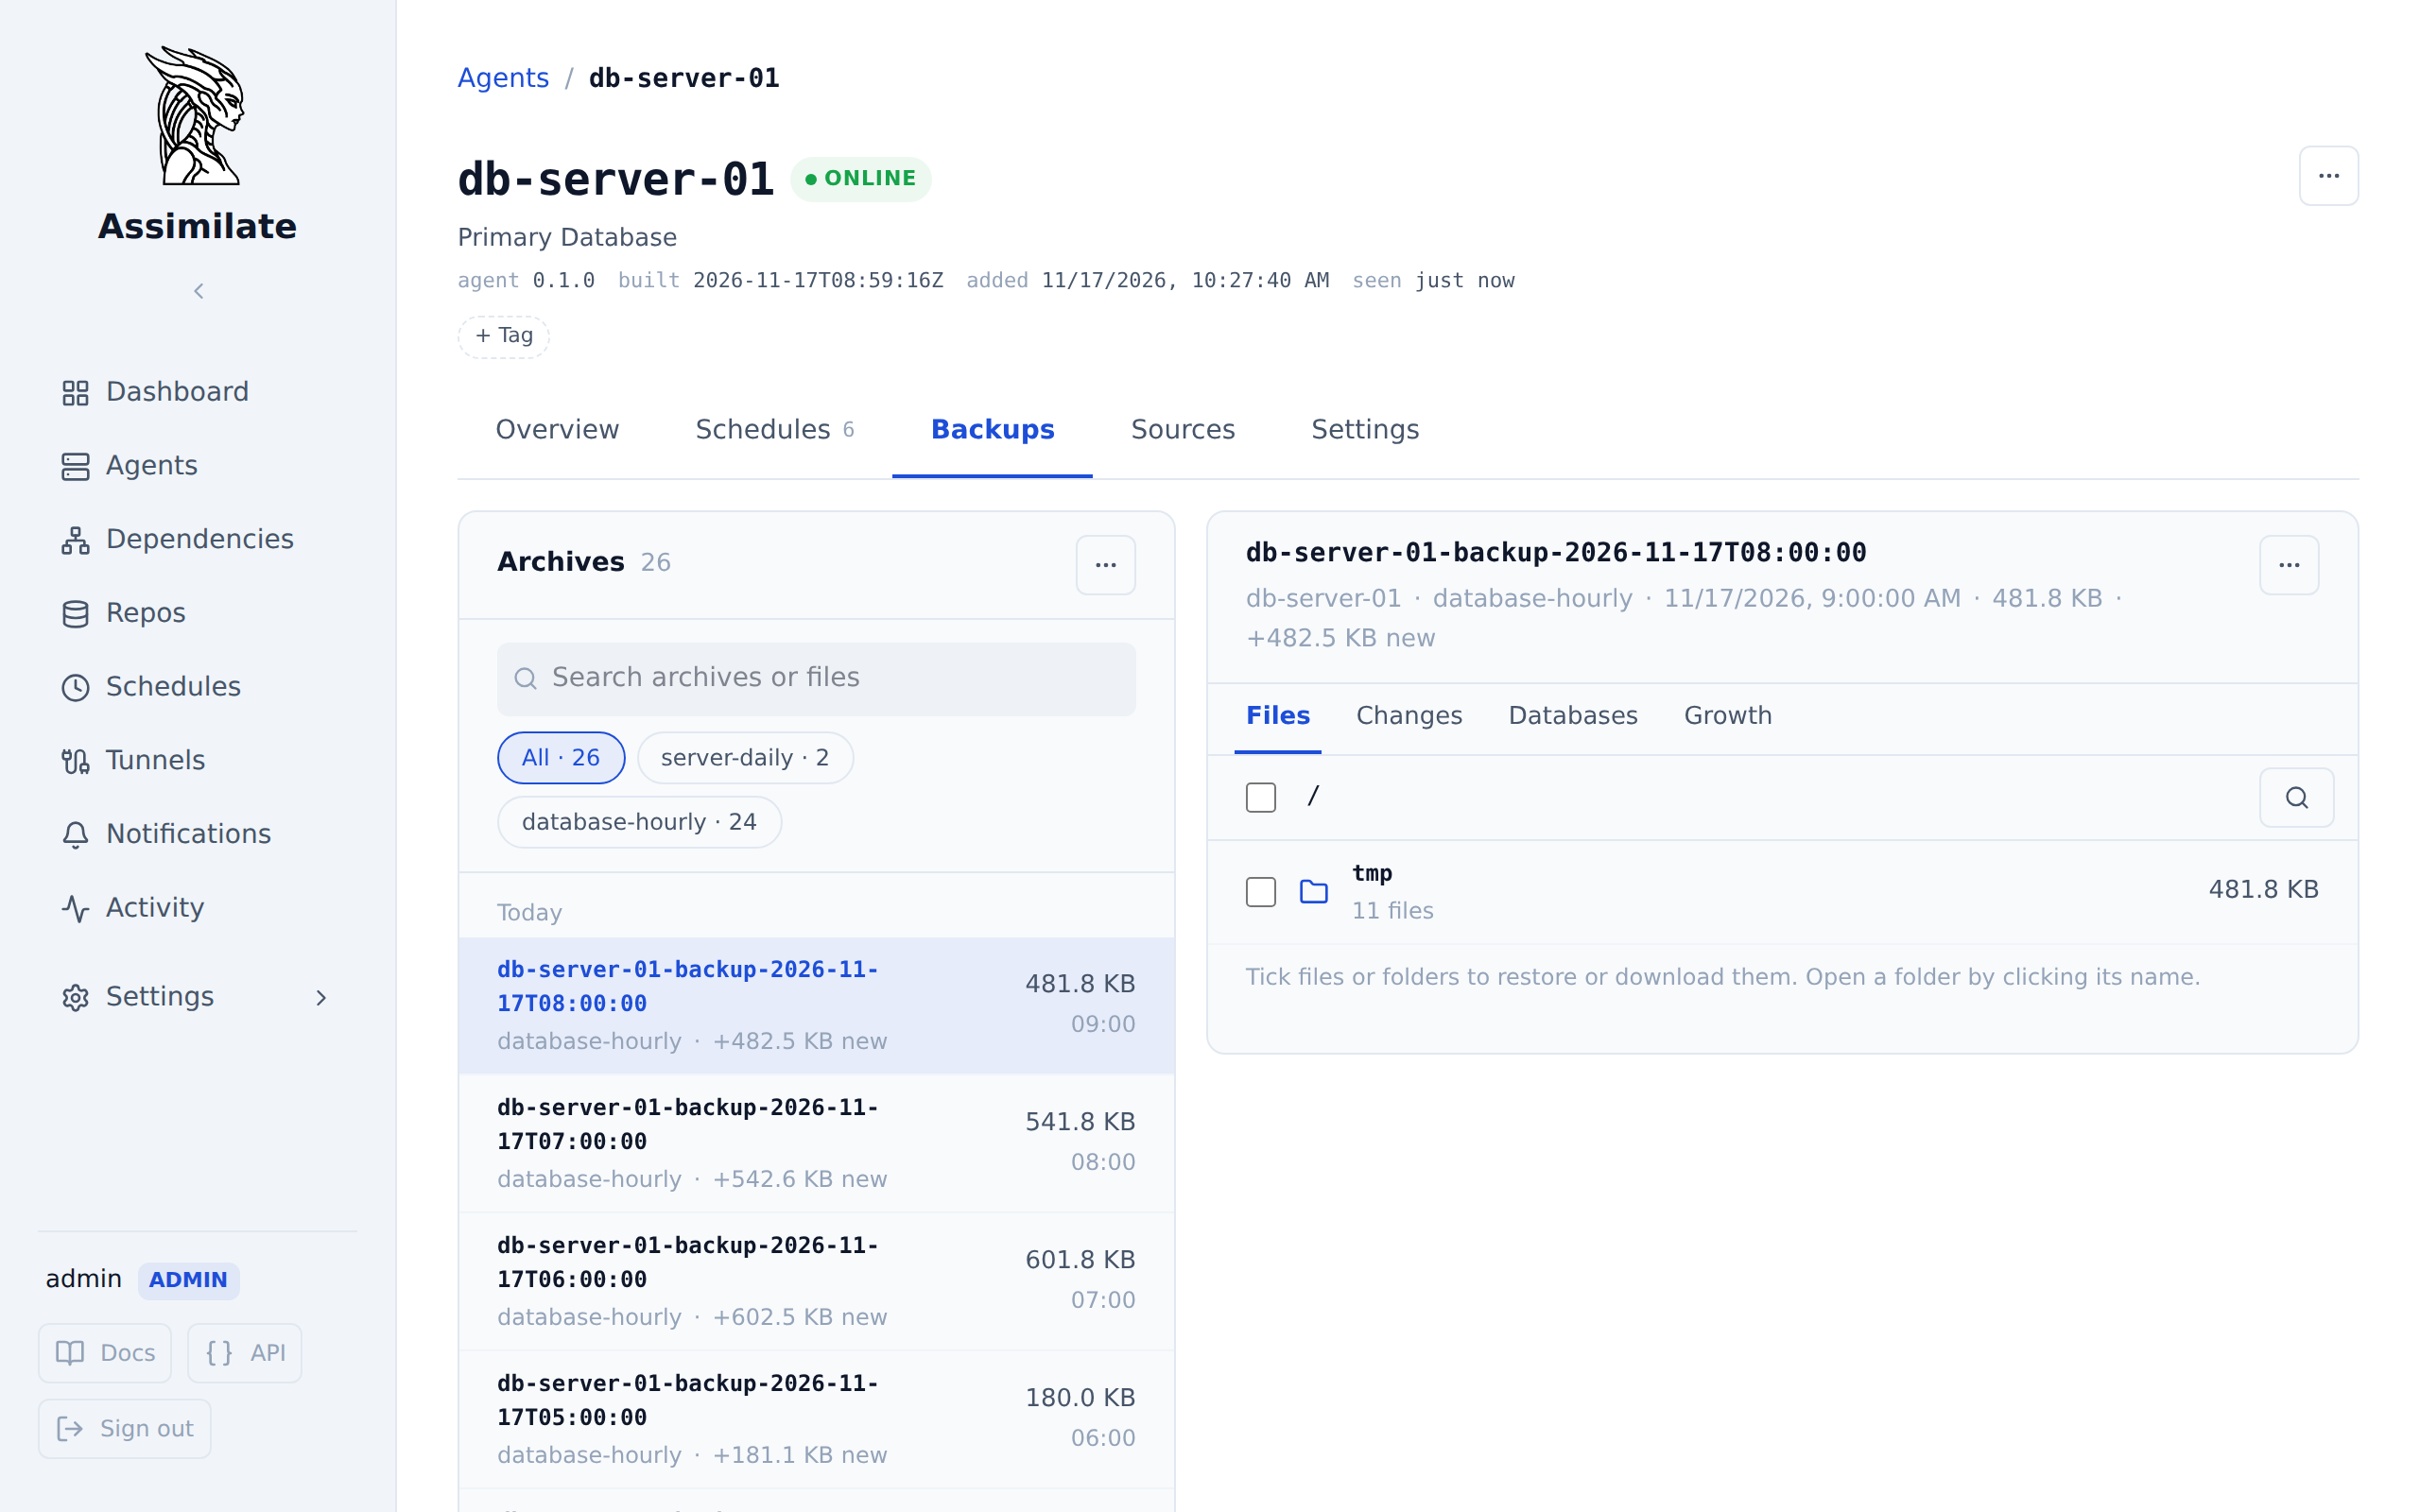 Assimilate
Dashboard
Agents
Dependencies
Repos
Schedules
Tunnels
Notifications
Activity
Settings
admin ADMIN
Docs
API
Sign out
Agents / db-server-01
db-server-01 ONLINE
Primary Database
agent 0.1.0 built 2026-11-17T08:59:16Z added 11/17/2026, 10:27:40 AM seen just now
+ Tag
Overview Schedules 6 Backups Sources Settings
Archives 26
Search archives or files
All · 26 server-daily · 2
database-hourly · 24
Today
db-server-01-backup-2026-11-
17T08:00:00
database-hourly · +482.5 KB new
481.8 KB
09:00
db-server-01-backup-2026-11-
17T07:00:00
database-hourly · +542.6 KB new
541.8 KB
08:00
db-server-01-backup-2026-11-
17T06:00:00
database-hourly · +602.5 KB new
601.8 KB
07:00
db-server-01-backup-2026-11-
17T05:00:00
database-hourly · +181.1 KB new
180.0 KB
06:00
db-server-01-backup-2026-11-17T08:00:00
db-server-01 · database-hourly · 11/17/2026, 9:00:00 AM · 481.8 KB ·
+482.5 KB new
Files Changes Databases Growth
/
tmp
11 files
481.8 KB
Tick files or folders to restore or download them. Open a folder by clicking its name.